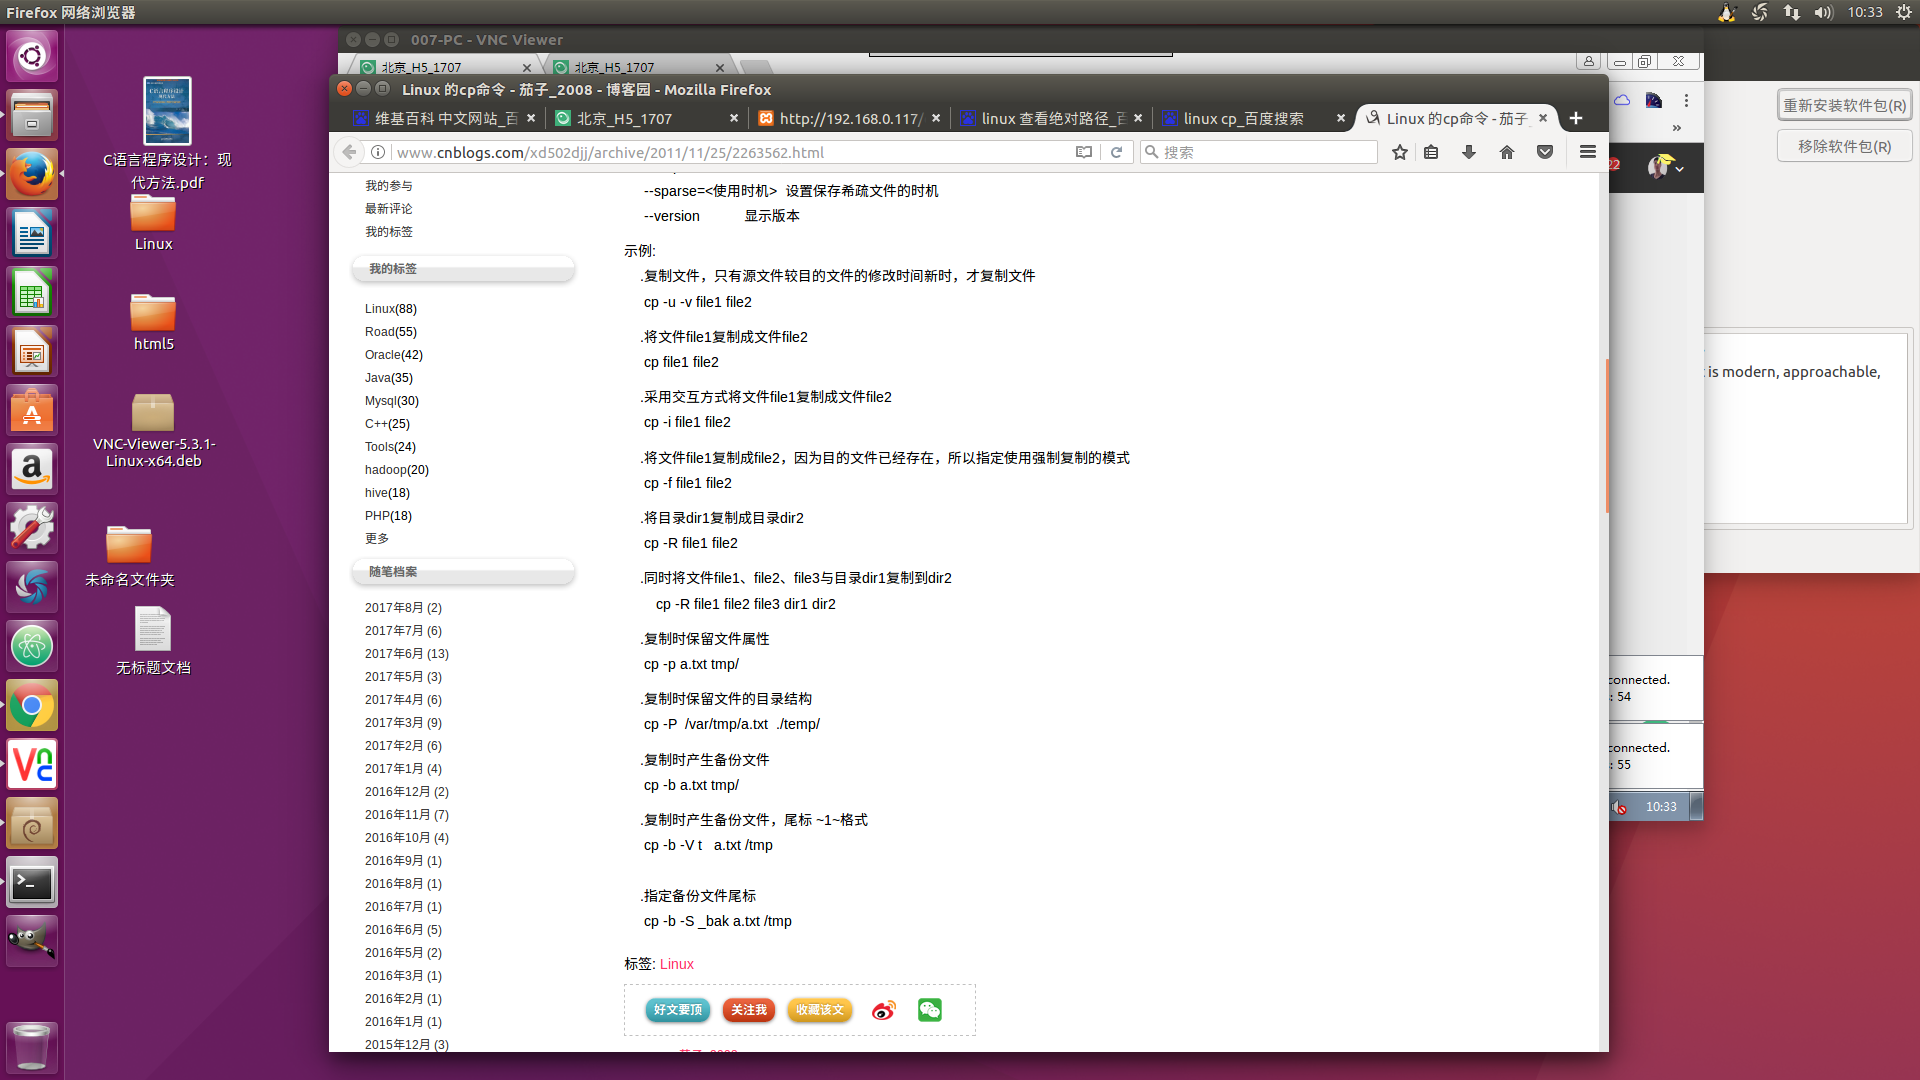 Firefox 网络浏览器
10:33
C语言程序设计：现
代方法.pdf
Linux
html5
VNC-Viewer-5.3.1-
Linux-x64.deb
未命名文件夹
无标题文档
007-PC - VNC Viewer
北京_H5_1707
北京_H5_1707
Linux 的cp命令 - 茄子_2008 - 博客园 - Mozilla Firefox
维基百科 中文网站_百
北京_H5_1707
http://192.168.0.117/
linux 查看绝对路径_百
linux cp_百度搜索
Linux 的cp命令 - 茄子_
www.cnblogs.com/xd502djj/archive/2011/11/25/2263562.html
搜索
我的参与
最新评论
我的标签
我的标签
Linux(88)
Road(55)
Oracle(42)
Java(35)
Mysql(30)
C++(25)
Tools(24)
hadoop(20)
hive(18)
PHP(18)
更多
随笔档案
2017年8月 (2)
2017年7月 (6)
2017年6月 (13)
2017年5月 (3)
2017年4月 (6)
2017年3月 (9)
2017年2月 (6)
2017年1月 (4)
2016年12月 (2)
2016年11月 (7)
2016年10月 (4)
2016年9月 (1)
2016年8月 (1)
2016年7月 (1)
2016年6月 (5)
2016年5月 (2)
2016年3月 (1)
2016年2月 (1)
2016年1月 (1)
2015年12月 (3)
--sparse=<使用时机> 设置保存希疏文件的时机
--version 显示版本
示例:
.复制文件，只有源文件较目的文件的修改时间新时，才复制文件
cp -u -v file1 file2
.将文件file1复制成文件file2
cp file1 file2
.采用交互方式将文件file1复制成文件file2
cp -i file1 file2
.将文件file1复制成file2，因为目的文件已经存在，所以指定使用强制复制的模式
cp -f file1 file2
.将目录dir1复制成目录dir2
cp -R file1 file2
.同时将文件file1、file2、file3与目录dir1复制到dir2
cp -R file1 file2 file3 dir1 dir2
.复制时保留文件属性
cp -p a.txt tmp/
.复制时保留文件的目录结构
cp -P /var/tmp/a.txt ./temp/
.复制时产生备份文件
cp -b a.txt tmp/
.复制时产生备份文件，尾标 ~1~格式
cp -b -V t a.txt /tmp
.指定备份文件尾标
cp -b -S _bak a.txt /tmp
标签: Linux
好文要顶
关注我
收藏该文
重新安装软件包(R)
移除软件包(R)
22
is modern, approachable,
connected.
: 54
connected.
: 55
10:33